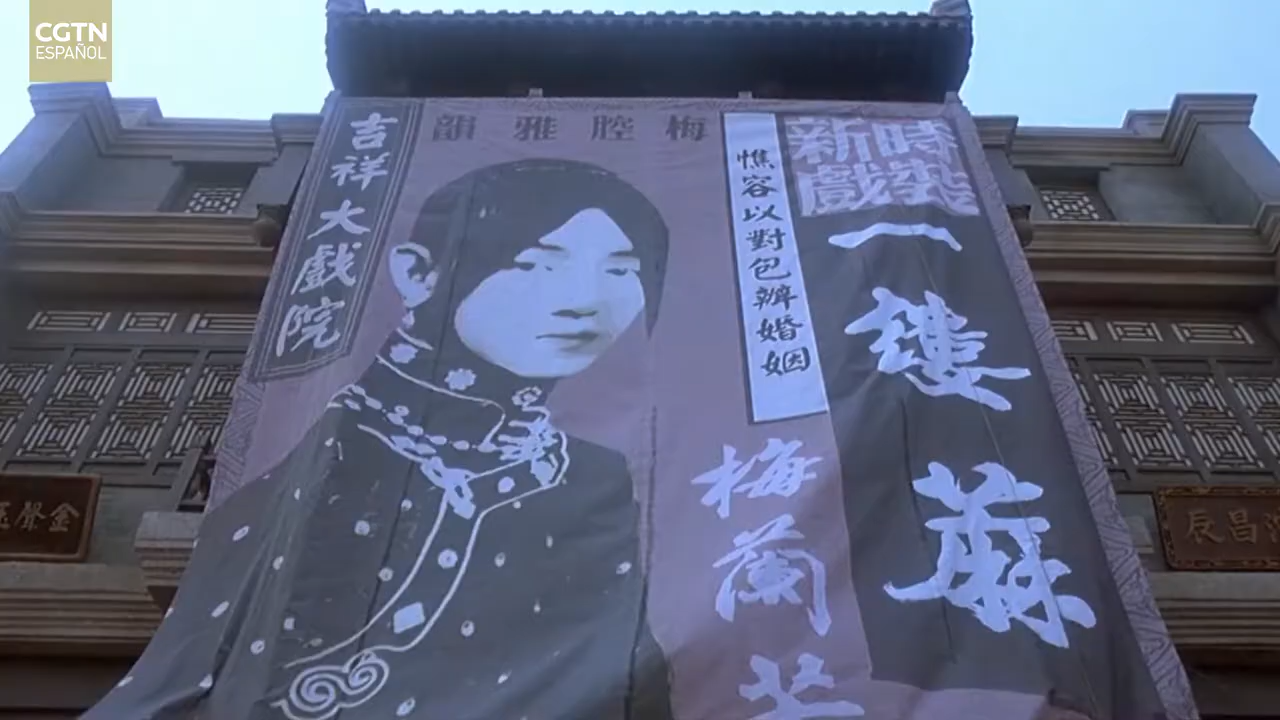 CGTN
ESPAÑOL
時裝
新戲
一縷麻
憔容以對包辦婚姻
梅蘭芳
梅腔雅韻
吉祥大戲院
金聲
昌辰